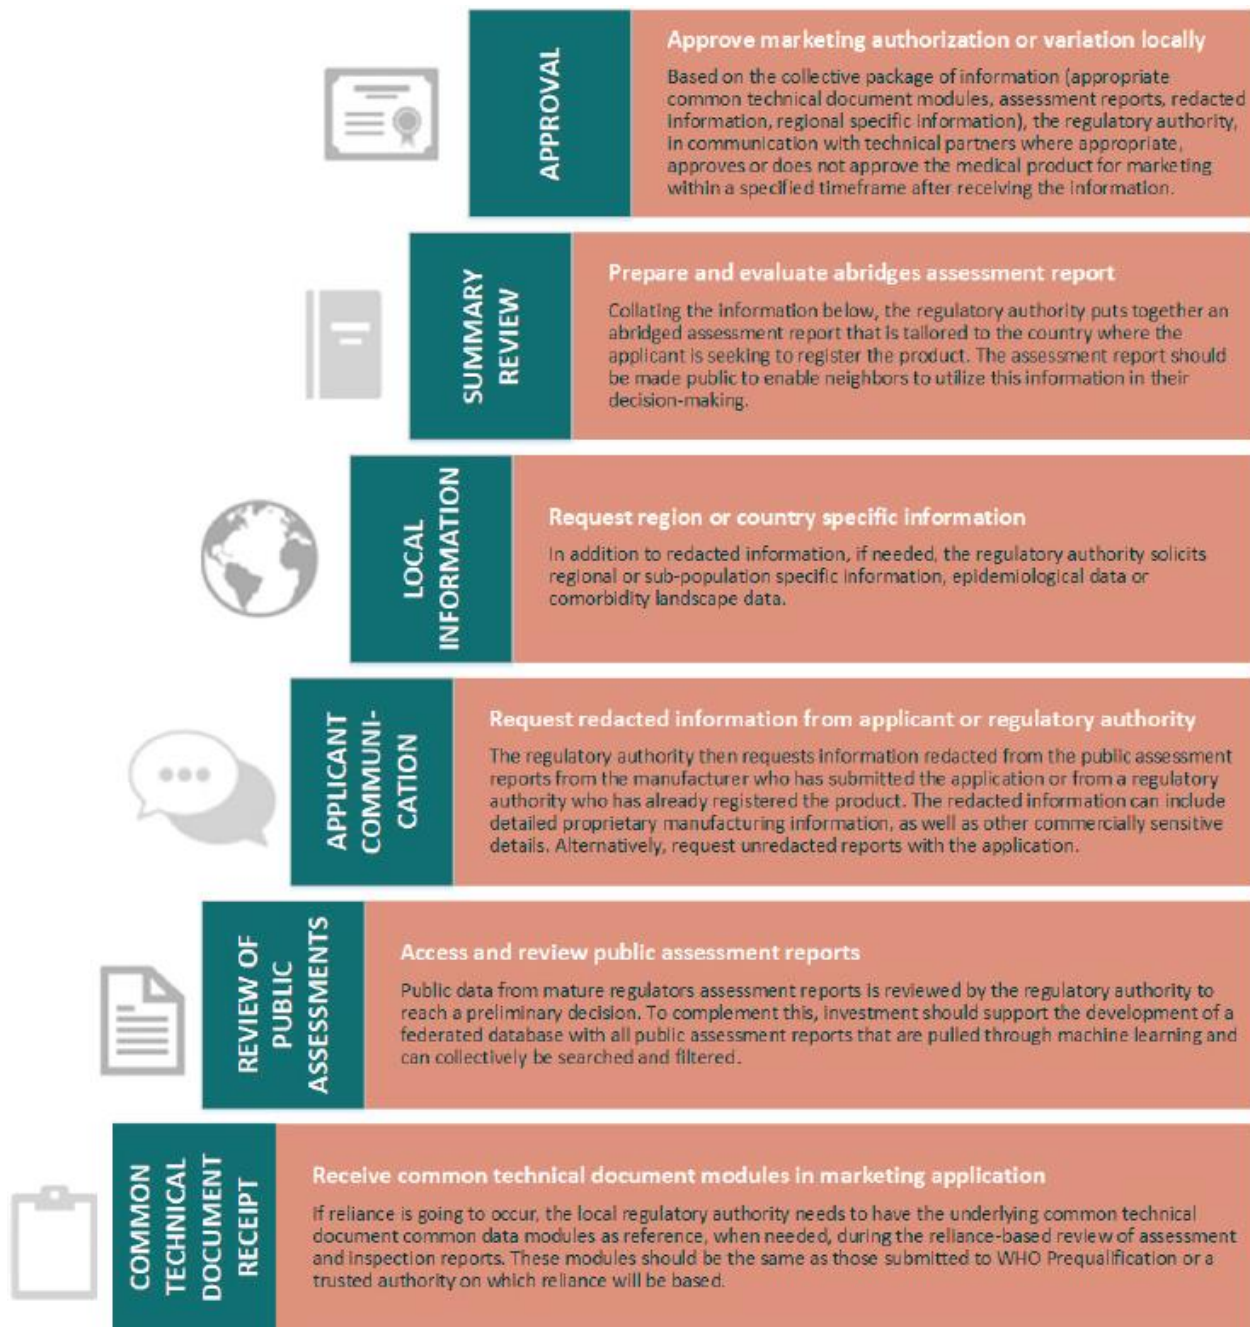 APPROVAL
Approve marketing authorization or variation locally
Based on the collective package of information (appropriate
common technical document modules, assessment reports, redacted
information, regional specific information), the regulatory authority,
in communication with technical partners where appropriate,
approves or does not approve the medical product for marketing
within a specified timeframe after receiving the information.
SUMMARY
REVIEW
Prepare and evaluate abridges assessment report
Collating the information below, the regulatory authority puts together an
abridged assessment report that is tailored to the country where the
applicant is seeking to register the product. The assessment report should
be made public to enable neighbors to utilize this information in their
decision-making.
LOCAL
INFORMATION
Request region or country specific information
In addition to redacted information, if needed, the regulatory authority solicits
regional or sub-population specific information, epidemiological data or
comorbidity landscape data.
APPLICANT
COMMUNI-
CATION
Request redacted information from applicant or regulatory authority
The regulatory authority then requests information redacted from the public assessment
reports from the manufacturer who has submitted the application or from a regulatory
authority who has already registered the product. The redacted information can include
detailed proprietary manufacturing information, as well as other commercially sensitive
details. Alternatively, request unredacted reports with the application.
REVIEW OF
PUBLIC
ASSESSMENTS
Access and review public assessment reports
Public data from mature regulators assessment reports is reviewed by the regulatory authority to
reach a preliminary decision. To complement this, investment should support the development of a
federated database with all public assessment reports that are pulled through machine learning and
can collectively be searched and filtered.
COMMON
TECHNICAL
DOCUMENT
RECEIPT
Receive common technical document modules in marketing application
If reliance is going to occur, the local regulatory authority needs to have the underlying common technical
document common data modules as reference, when needed, during the reliance-based review of assessment
and inspection reports. These modules should be the same as those submitted to WHO Prequalification or a
trusted authority on which reliance will be based.